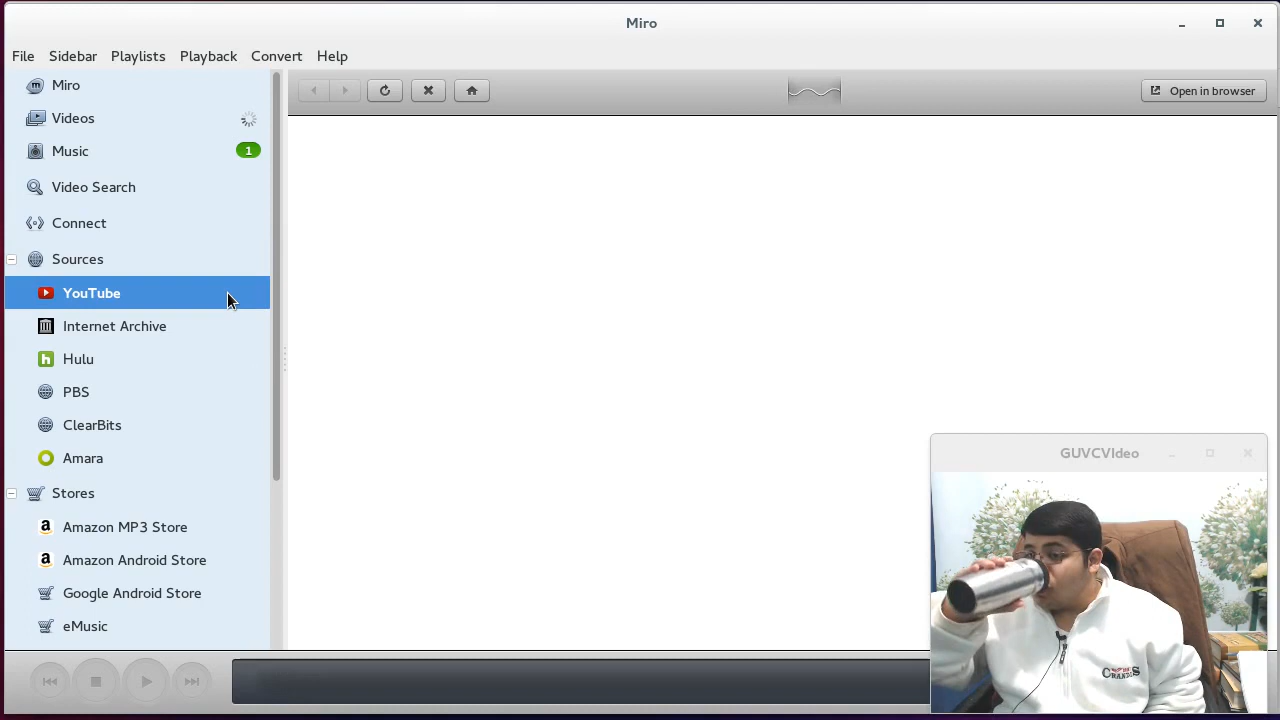 Miro
File Sidebar Playlists Playback Convert Help
Miro
Videos
Music 1
Video Search
Connect
Sources
YouTube
Internet Archive
Hulu
PBS
ClearBits
Amara
Stores
Amazon MP3 Store
Amazon Android Store
Google Android Store
eMusic
Open in browser
GUVCVIdeo